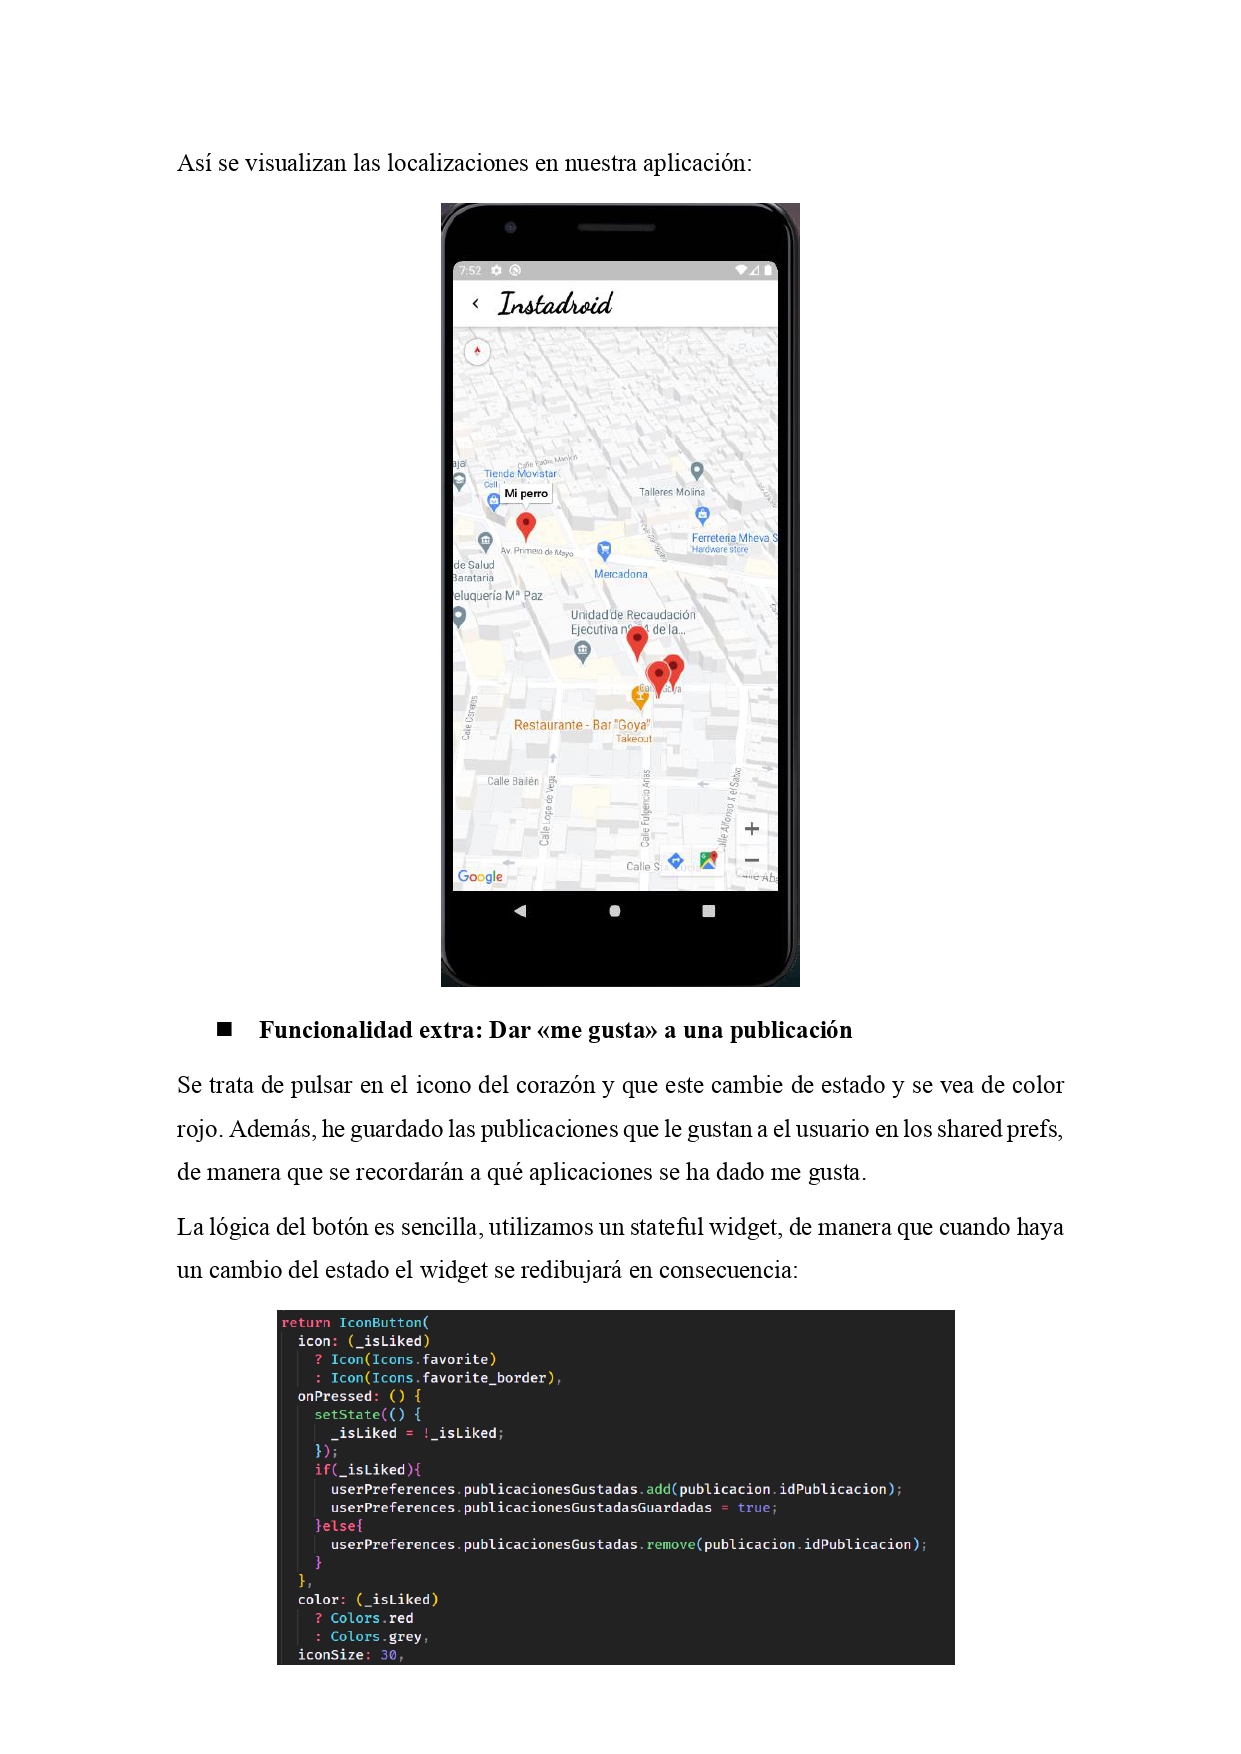 Así se visualizan las localizaciones en nuestra aplicación:
7:52
Instadroid
Calle Pedro Merlo
ajal
Tienda Movistar
Mi perro
Talleres Molina
Av. Primero de Mayo
Ferreteria Mheva S
Hardware store
de Salud
Barataria
Mercadona
eluquería Mª Paz
Unidad de Recaudación
Ejecutiva nº 4 de la...
Calle Goya
Calle Cisneros
Restaurante - Bar "Goya"
Takeout
Calle Bailén
Calle Lope de Vega
Calle Fulgencio Arias
alle Alfonso X el Sabio
Calle S
Google
■ Funcionalidad extra: Dar «me gusta» a una publicación
Se trata de pulsar en el icono del corazón y que este cambie de estado y se vea de color
rojo. Además, he guardado las publicaciones que le gustan a el usuario en los shared prefs,
de manera que se recordarán a qué aplicaciones se ha dado me gusta.
La lógica del botón es sencilla, utilizamos un stateful widget, de manera que cuando haya
un cambio del estado el widget se redibujará en consecuencia:
return IconButton(
icon: (_isLiked)
? Icon(Icons.favorite)
: Icon(Icons.favorite_border),
onPressed: () {
setState(() {
_isLiked = !_isLiked;
});
if(_isLiked){
userPreferences.publicacionesGustadas.add(publicacion.idPublicacion);
userPreferences.publicacionesGustadasGuardadas = true;
}else{
userPreferences.publicacionesGustadas.remove(publicacion.idPublicacion);
}
},
color: (_isLiked)
? Colors.red
: Colors.grey,
iconSize: 30,